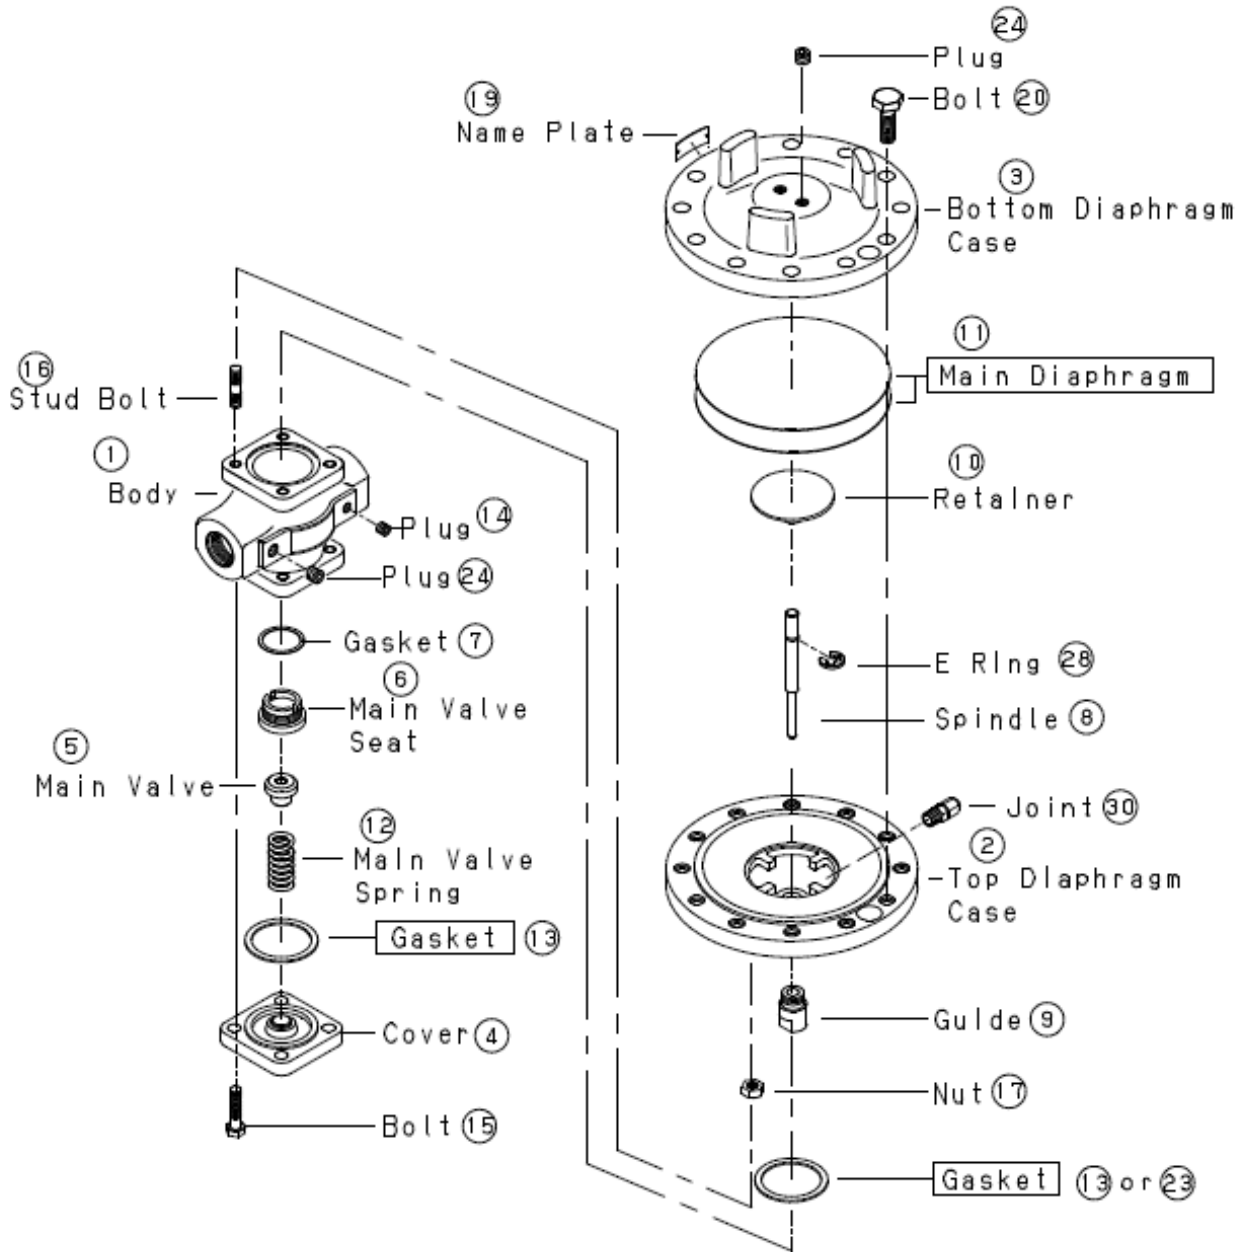 24
Plug
Bolt 20
19
Name Plate
3
Bottom Diaphragm
Case
11
Main Diaphragm
16
Stud Bolt
10
Retalner
1
Body
Plug 14
Plug 24
Gasket 7
E RIng 28
6
Main Valve
Seat
Spindle 8
5
Main Valve
Joint 30
12
MaIn Valve
Spring
2
Top DIaphragm
Case
Gasket 13
Cover 4
GuIde 9
Nut 17
Bolt 15
Gasket 13 or 23